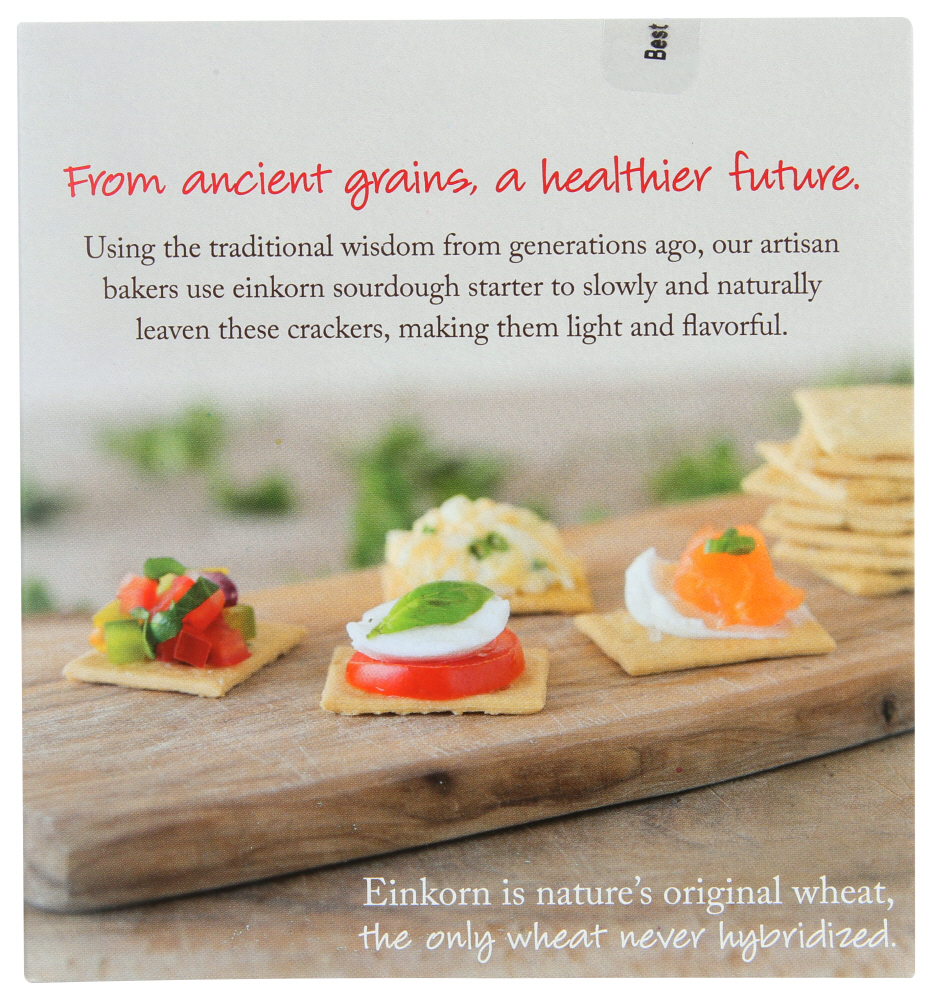 Best
From ancient grains, a healthier future.
Using the traditional wisdom from generations ago, our artisan
bakers use einkorn sourdough starter to slowly and naturally
leaven these crackers, making them light and flavorful.
Einkorn is nature's original wheat,
the only wheat never hybridized.